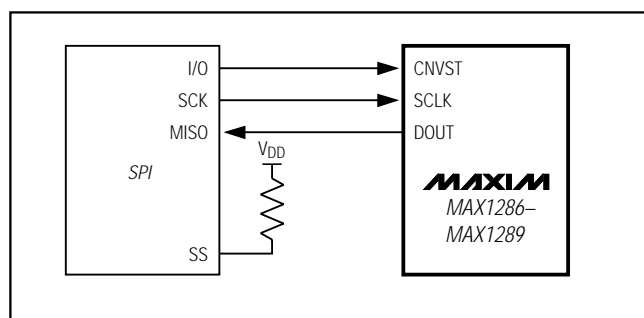 I/O
SCK
MISO
SPI
SS
VDD
CNVST
SCLK
DOUT
MAXIM
MAX1286–
MAX1289